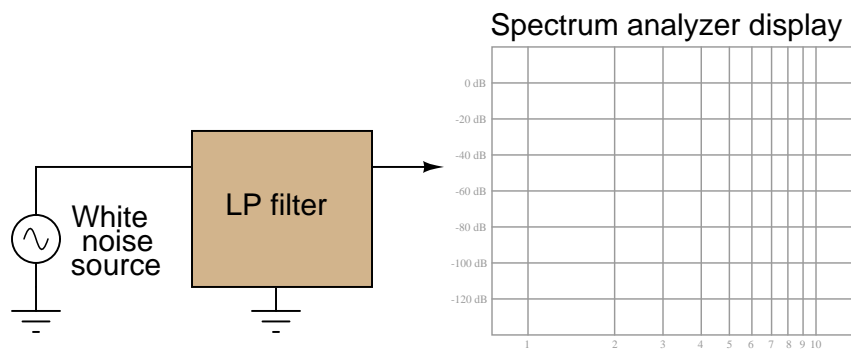 Spectrum analyzer display
0 dB
-20 dB
-40 dB
-60 dB
-80 dB
-100 dB
-120 dB
1 2 3 4 5 6 7 8 9 10
LP filter
White
noise
source